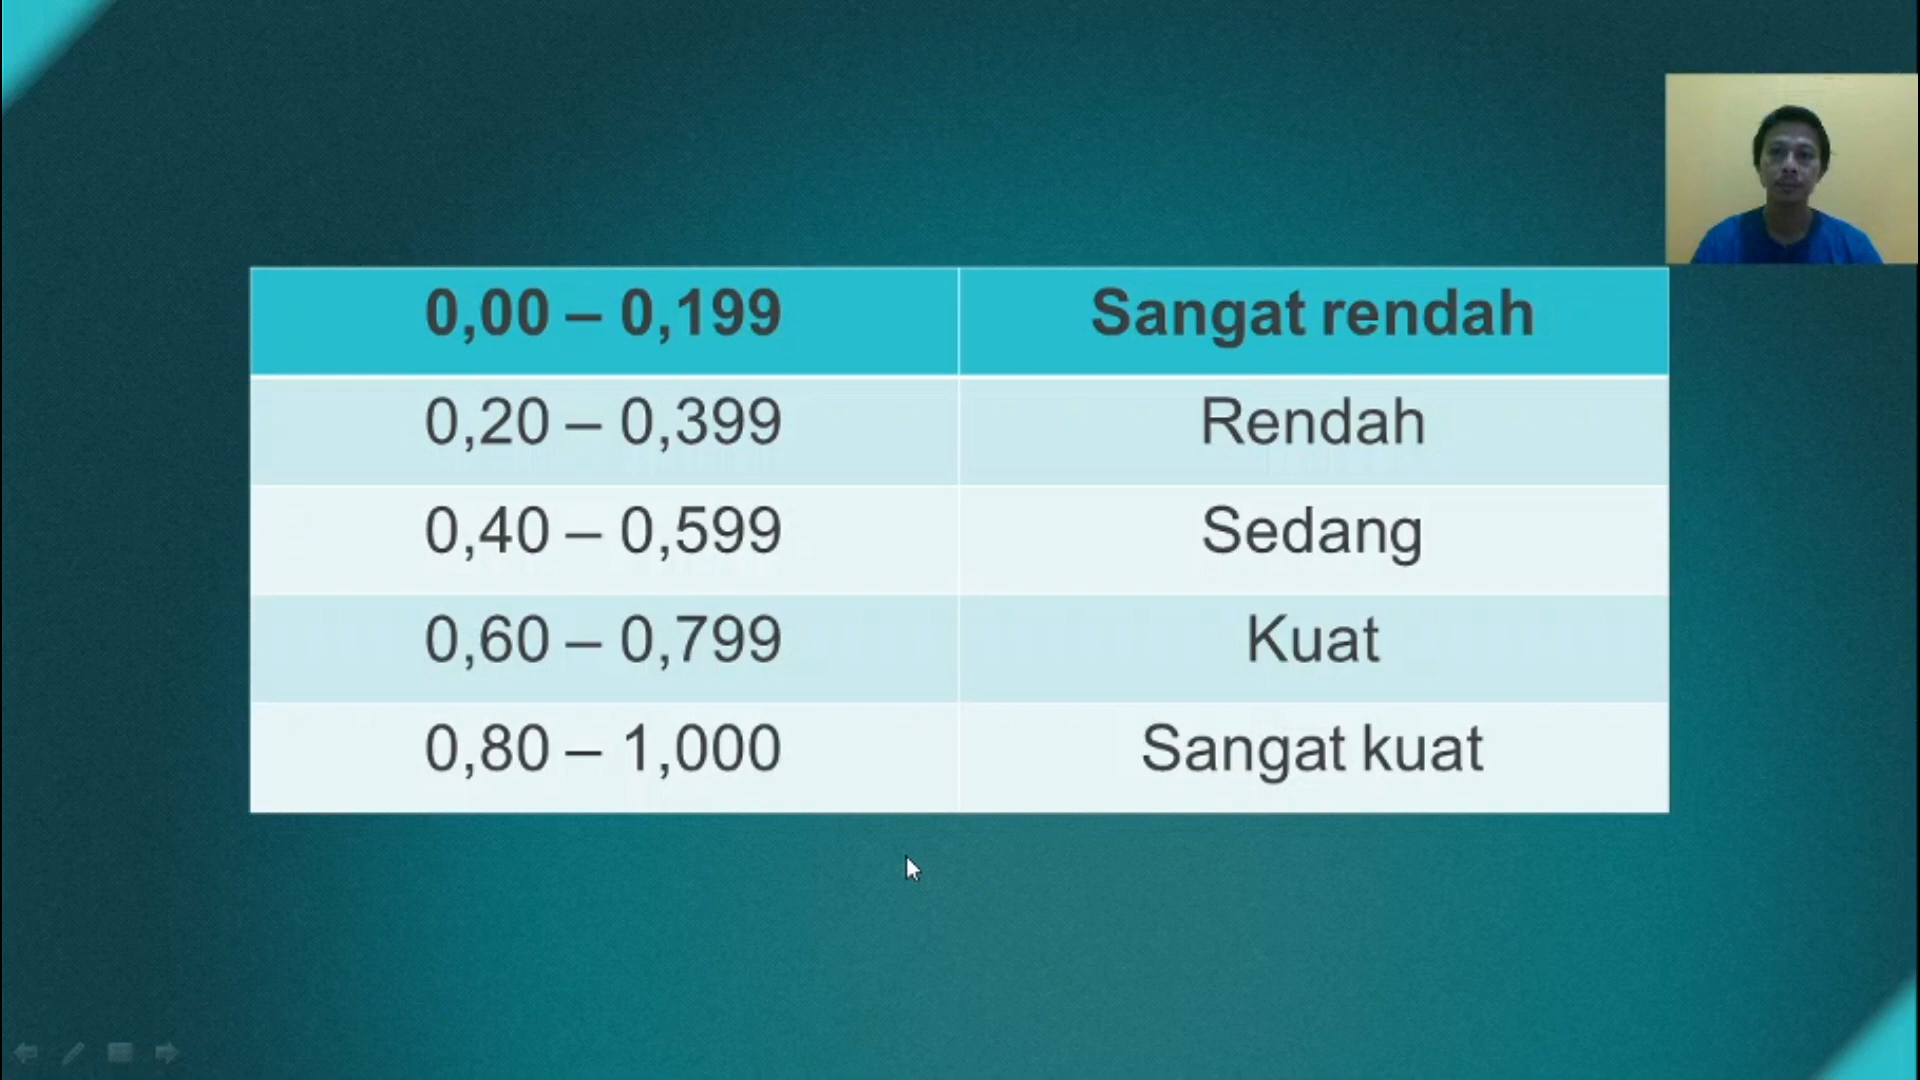 0,00 – 0,199 Sangat rendah
0,20 – 0,399 Rendah
0,40 – 0,599 Sedang
0,60 – 0,799 Kuat
0,80 – 1,000 Sangat kuat